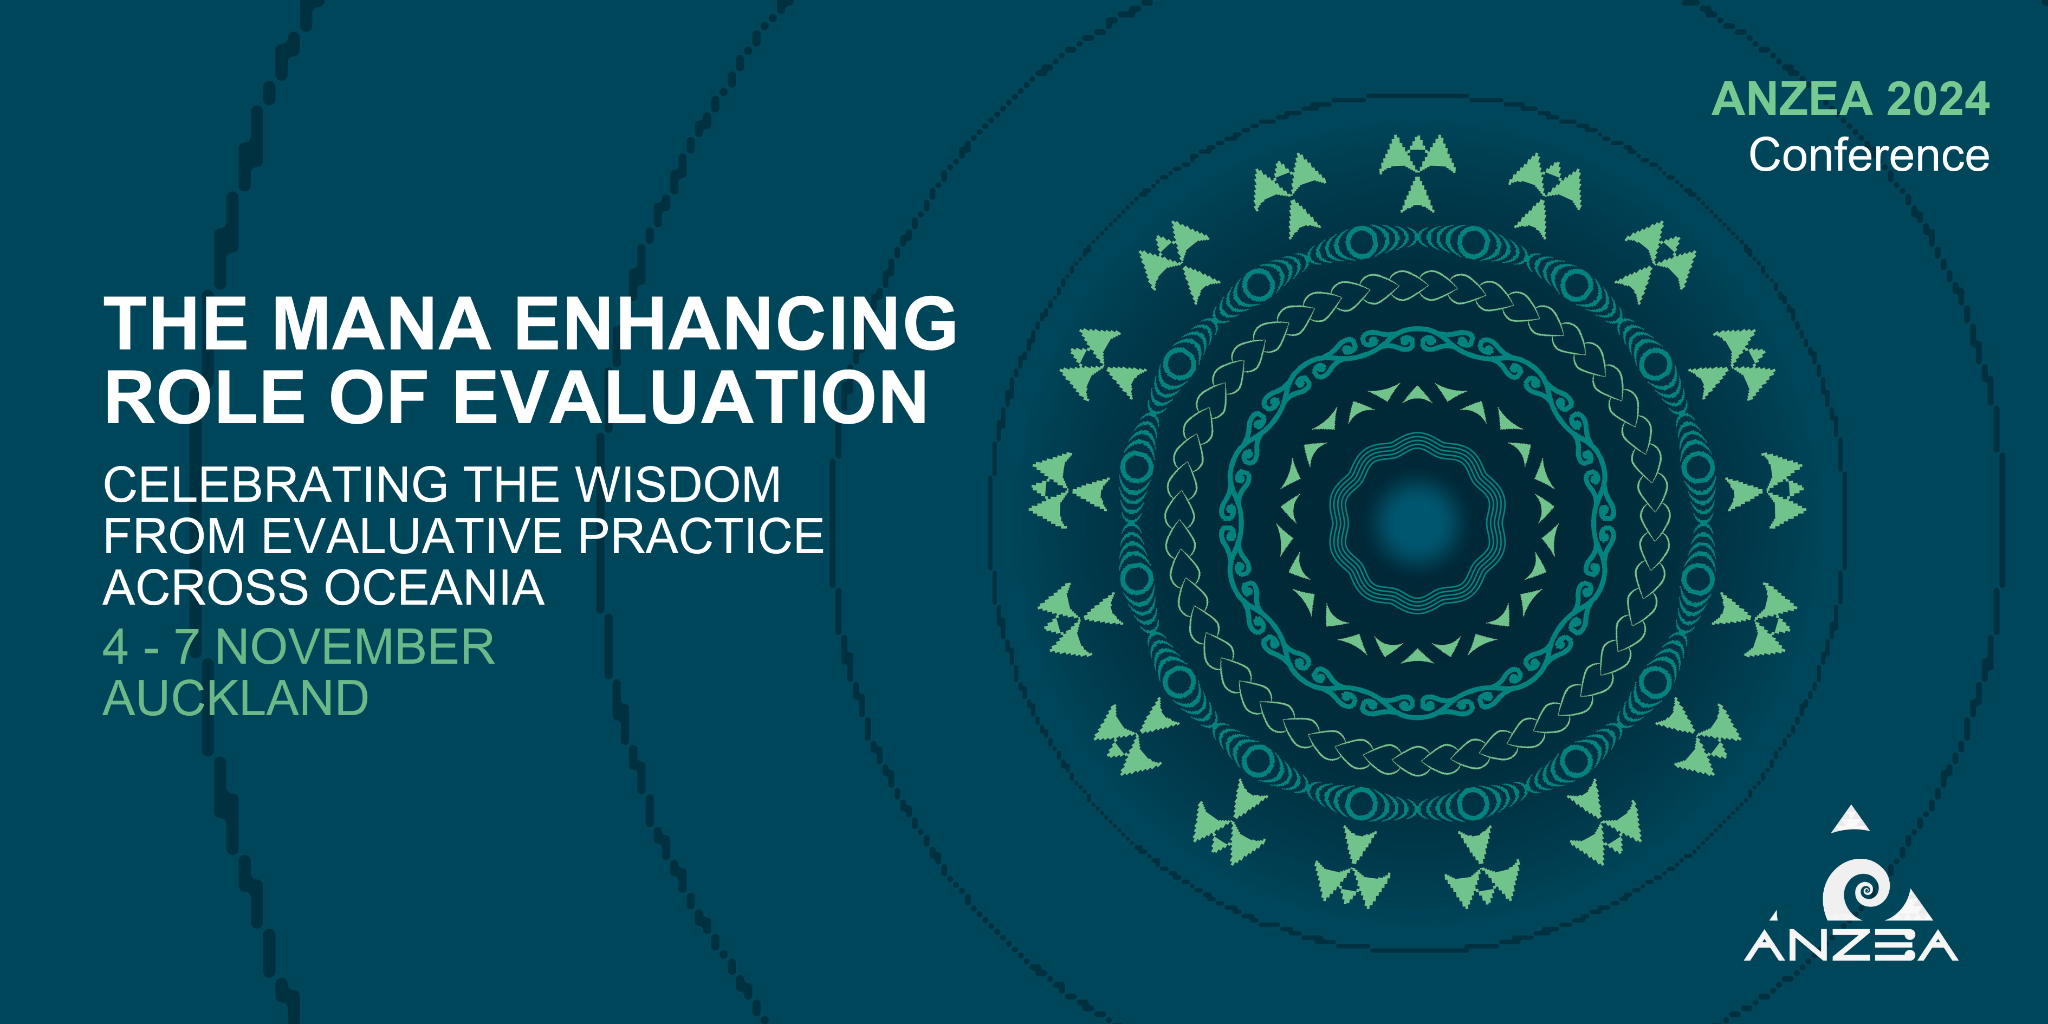 ANZEA 2024
Conference
THE MANA ENHANCING
ROLE OF EVALUATION
CELEBRATING THE WISDOM
FROM EVALUATIVE PRACTICE
ACROSS OCEANIA
4 - 7 NOVEMBER
AUCKLAND
ANZEA